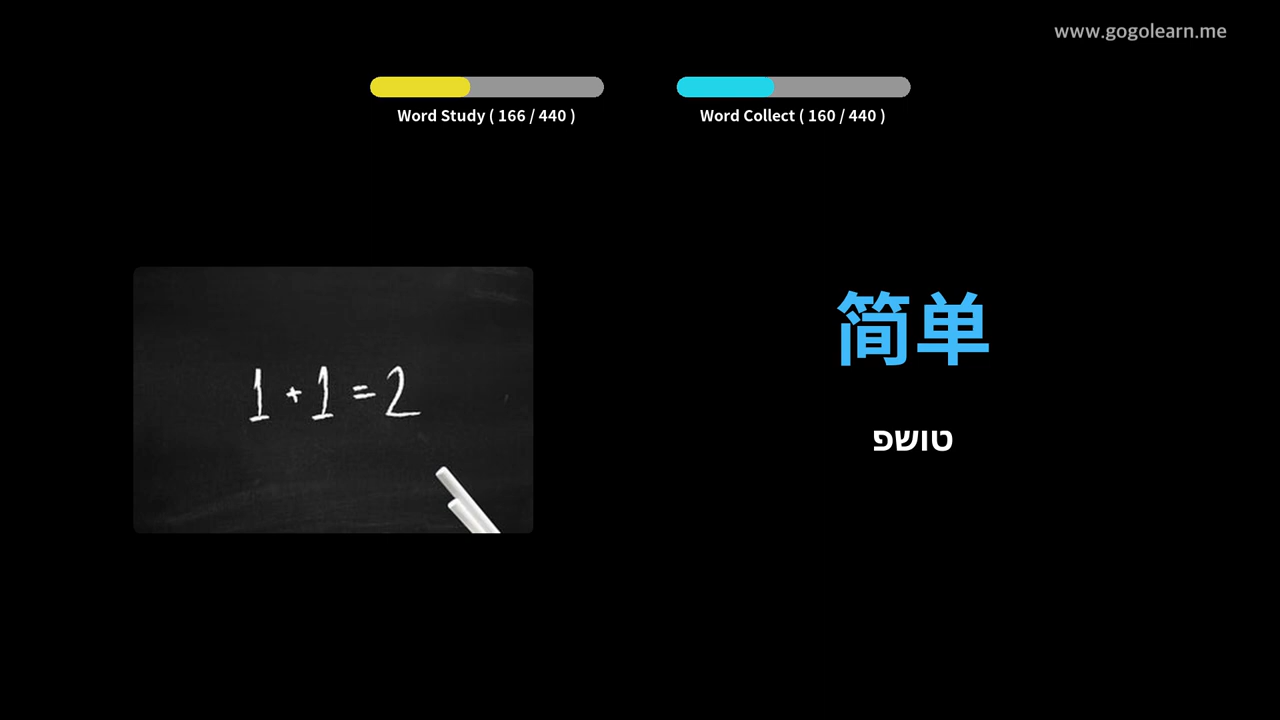 www.gogolearn.me
Word Study ( 166 / 440 )
Word Collect ( 160 / 440 )
1 + 1 = 2
简单
טושפ